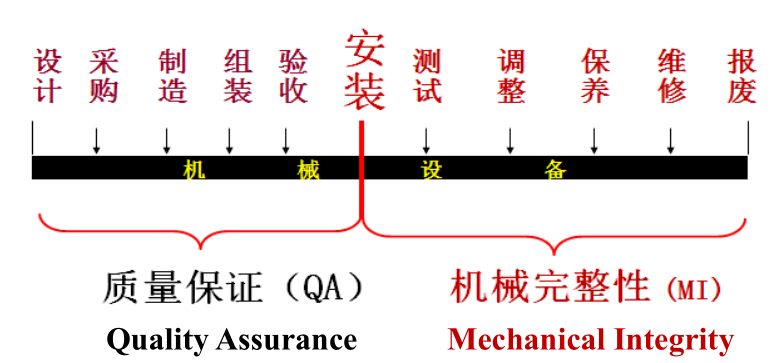 设计 采购 制造 组装 验收 安装 测试 调整 保养 维修 报废
机 械 设 备
质量保证（QA） 机械完整性 (MI)
Quality Assurance Mechanical Integrity